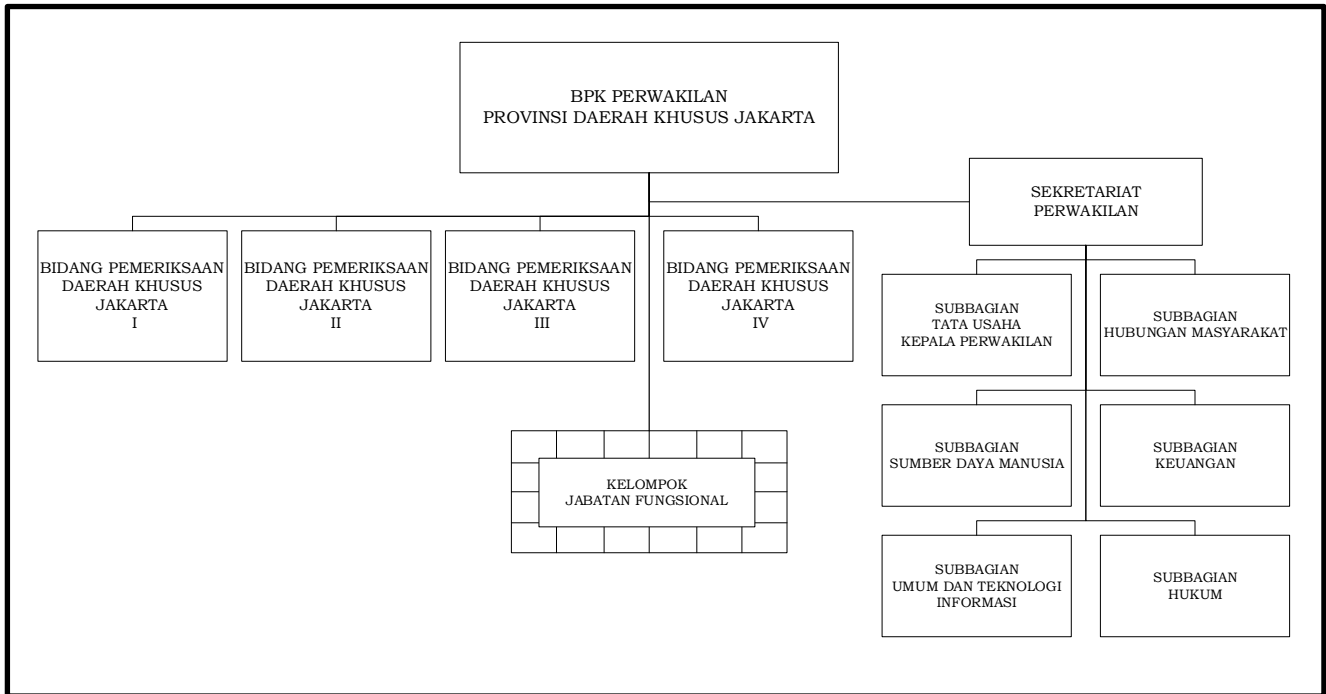 BPK PERWAKILAN
PROVINSI DAERAH KHUSUS JAKARTA
SEKRETARIAT
PERWAKILAN
BIDANG PEMERIKSAAN
DAERAH KHUSUS
JAKARTA
I
BIDANG PEMERIKSAAN
DAERAH KHUSUS
JAKARTA
II
BIDANG PEMERIKSAAN
DAERAH KHUSUS
JAKARTA
III
BIDANG PEMERIKSAAN
DAERAH KHUSUS
JAKARTA
IV
SUBBAGIAN
TATA USAHA
KEPALA PERWAKILAN
SUBBAGIAN
HUBUNGAN MASYARAKAT
SUBBAGIAN
SUMBER DAYA MANUSIA
SUBBAGIAN
KEUANGAN
KELOMPOK
JABATAN FUNGSIONAL
SUBBAGIAN
UMUM DAN TEKNOLOGI
INFORMASI
SUBBAGIAN
HUKUM